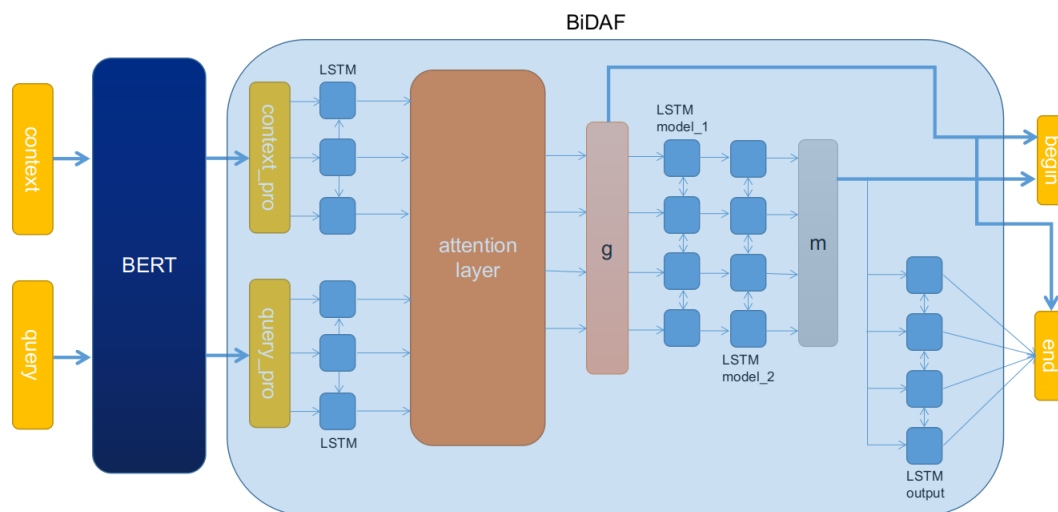 BiDAF
context
query
BERT
context_pro
query_pro
LSTM
LSTM
attention
layer
g
LSTM
model_1
LSTM
model_2
m
LSTM
output
begin
end